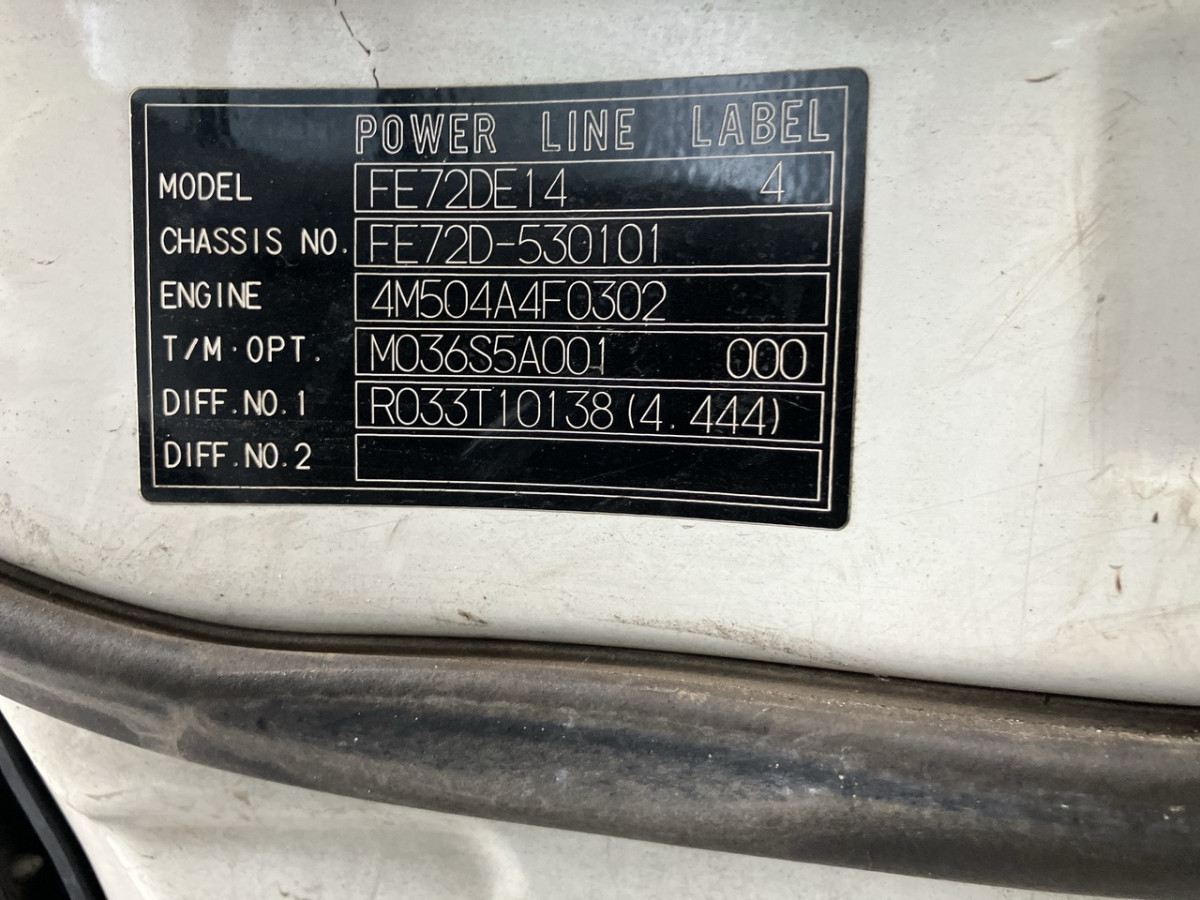 POWER LINE LABEL
MODEL FE72DE14 4
CHASSIS NO. FE72D-530101
ENGINE 4M504A4F0302
T/M·OPT. M036S5A001 000
DIFF.NO.1 R033T10138(4.444)
DIFF.NO.2